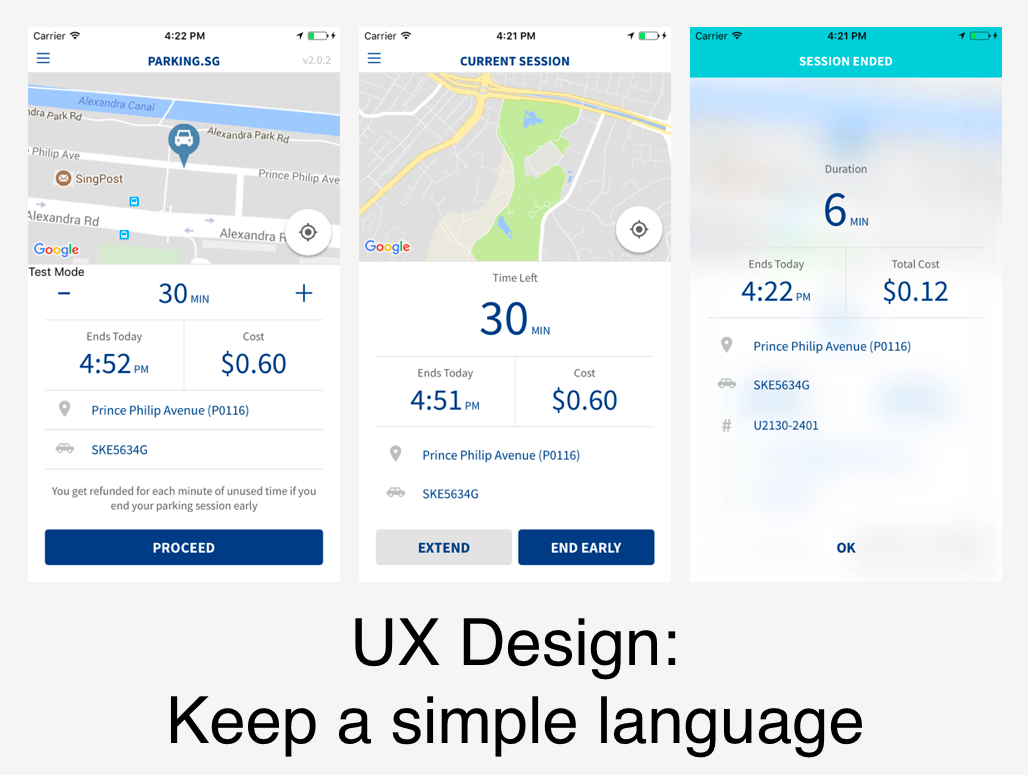 Carrier 4:22 PM
PARKING.SG v2.0.2
Alexandra Canal
dra Park Rd
Alexandra Park Rd
Philip Ave
Prince Philip Ave
SingPost
Alexandra Rd
Alexandra R
Google
Test Mode
− 30 MIN +
Ends Today Cost
4:52 PM $0.60
Prince Philip Avenue (P0116)
SKE5634G
You get refunded for each minute of unused time if you
end your parking session early
PROCEED
Carrier 4:21 PM
CURRENT SESSION
Google
Time Left
30 MIN
Ends Today Cost
4:51 PM $0.60
Prince Philip Avenue (P0116)
SKE5634G
EXTEND END EARLY
Carrier 4:21 PM
SESSION ENDED
Duration
6 MIN
Ends Today Total Cost
4:22 PM $0.12
Prince Philip Avenue (P0116)
SKE5634G
# U2130-2401
OK
UX Design:
Keep a simple language